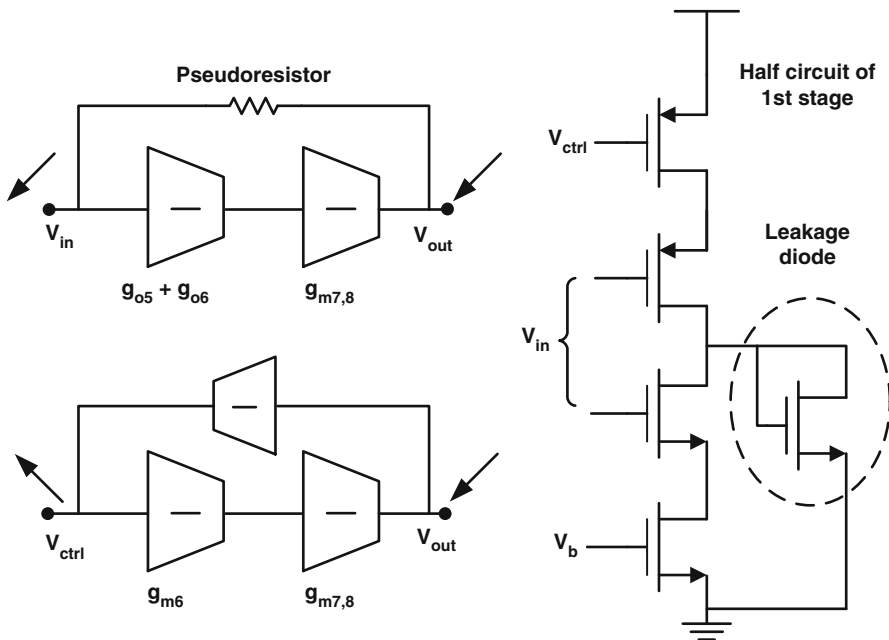 Pseudoresistor
V_in
V_out
g_o5 + g_o6
g_m7,8
V_ctrl
V_out
g_m6
g_m7,8
Half circuit of
1st stage
V_ctrl
Leakage
diode
V_in
V_b